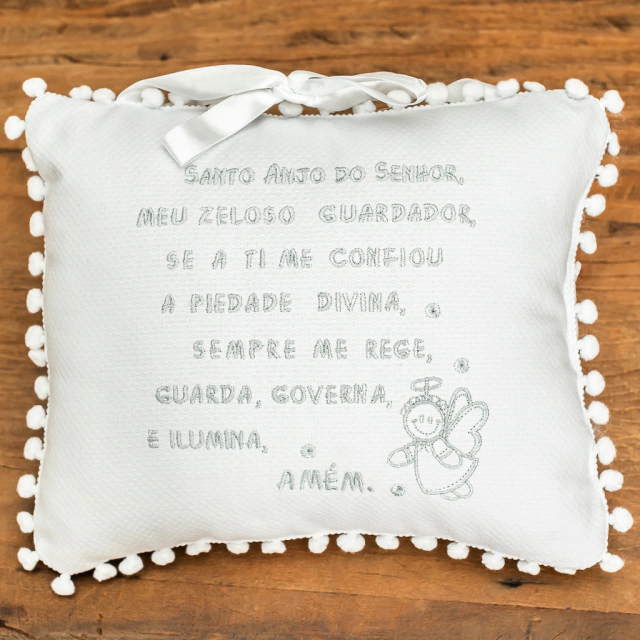 SANTO ANJO DO SENHOR,
MEU ZELOSO GUARDADOR,
SE A TI ME CONFIOU
A PIEDADE DIVINA,
SEMPRE ME REGE,
GUARDA, GOVERNA,
E ILUMINA,
AMÉM.